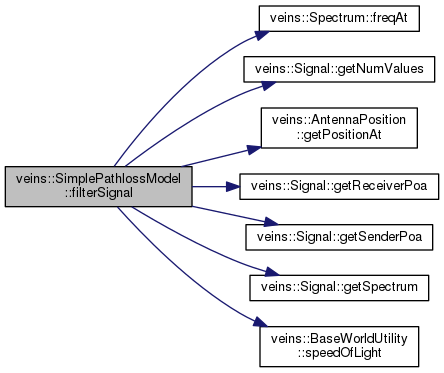 veins::Spectrum::freqAt
veins::Signal::getNumValues
veins::AntennaPosition
::getPositionAt
veins::SimplePathlossModel
::filterSignal
veins::Signal::getReceiverPoa
veins::Signal::getSenderPoa
veins::Signal::getSpectrum
veins::BaseWorldUtility
::speedOfLight